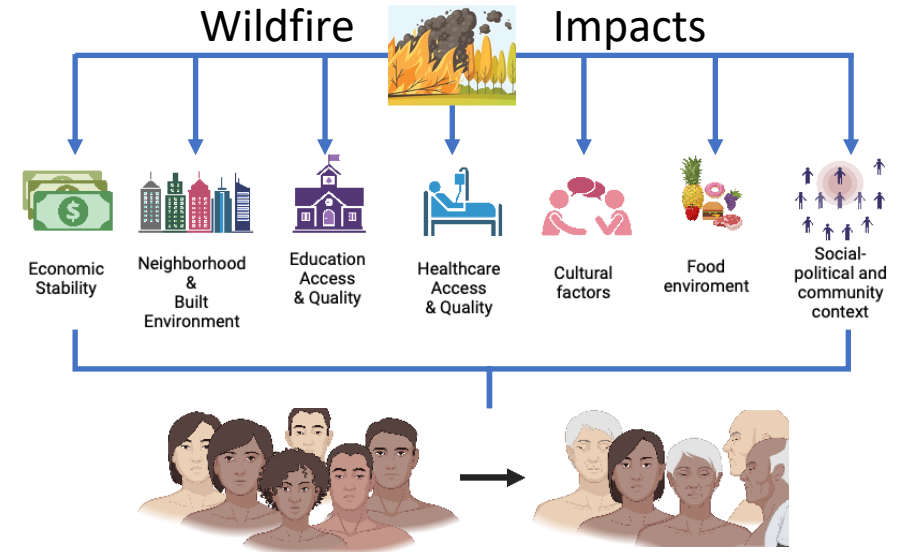 Wildfire Impacts
$
Economic
Stability
Neighborhood
&
Built
Environment
Education
Access
& Quality
Healthcare
Access
& Quality
Cultural
factors
Food
enviroment
Social-
political and
community
context